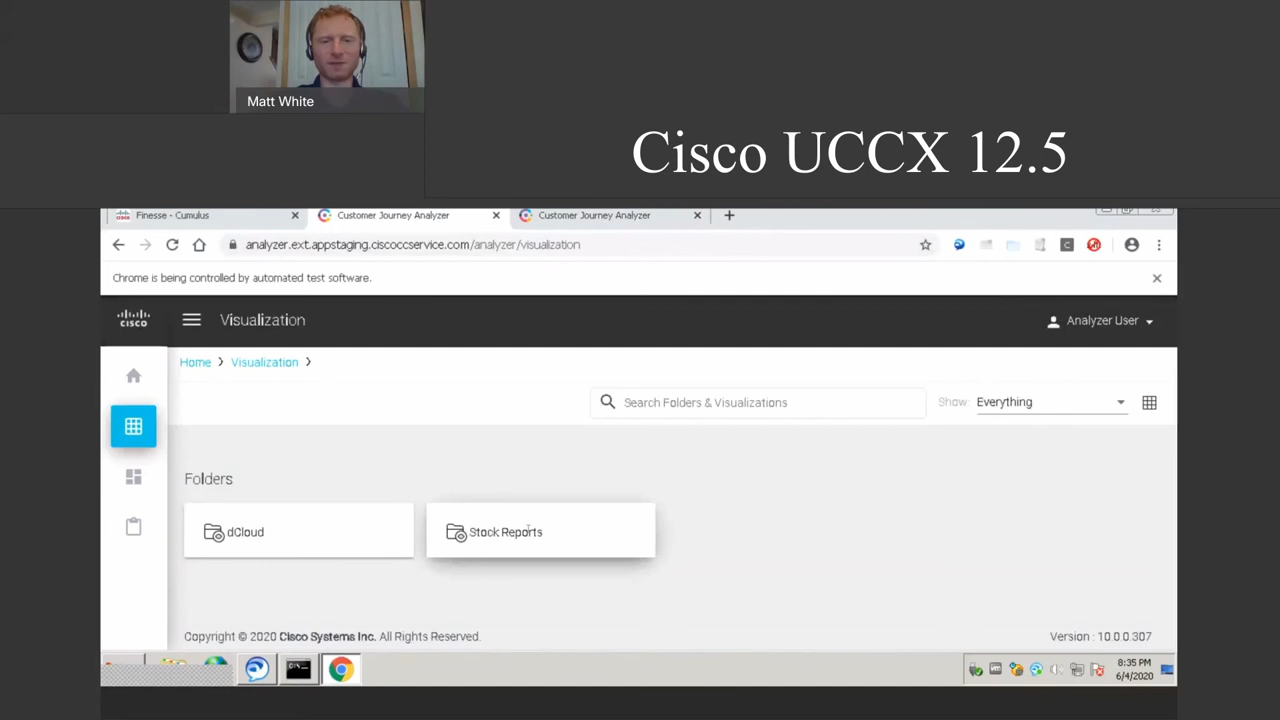 Matt White
Cisco UCCX 12.5
Finesse - Cumulus
Customer Journey Analyzer
Customer Journey Analyzer
analyzer.ext.appstaging.ciscoccservice.com/analyzer/visualization
Chrome is being controlled by automated test software.
CISCO
Visualization
Analyzer User
Home
Visualization
Search Folders & Visualizations
Show:
Everything
Folders
dCloud
Stock Reports
Copyright © 2020 Cisco Systems Inc. All Rights Reserved.
Version : 10.0.0.307
8:35 PM
6/4/2020